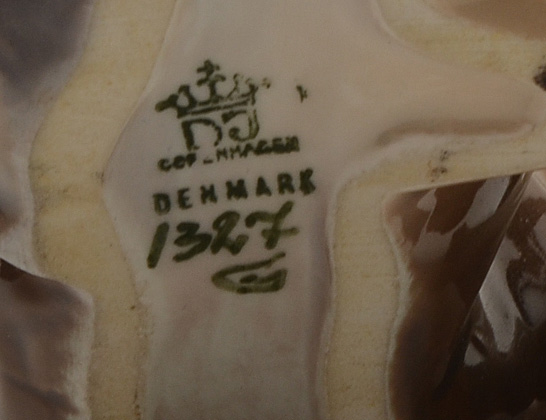 DJ
COPENHAGEN
DENMARK
1327